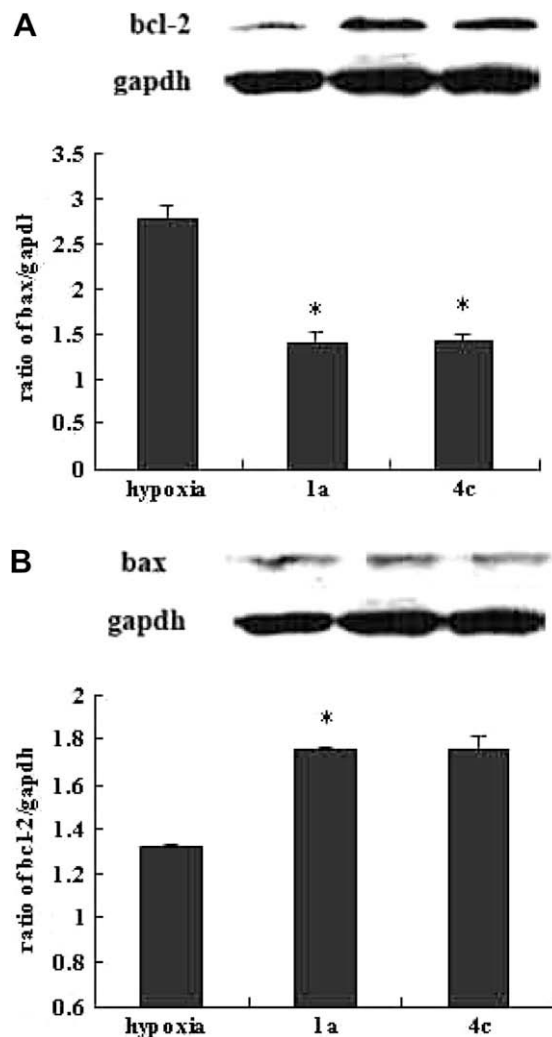 A bcl-2
gapdh
ratio of bax/gapdh
3.5
3
2.5
2
1.5
1
0.5
0
* *
hypoxia 1a 4c
B bax
gapdh
ratio of bcl-2/gapdh
2
1.8
1.6
1.4
1.2
1
0.8
0.6
*
hypoxia 1a 4c